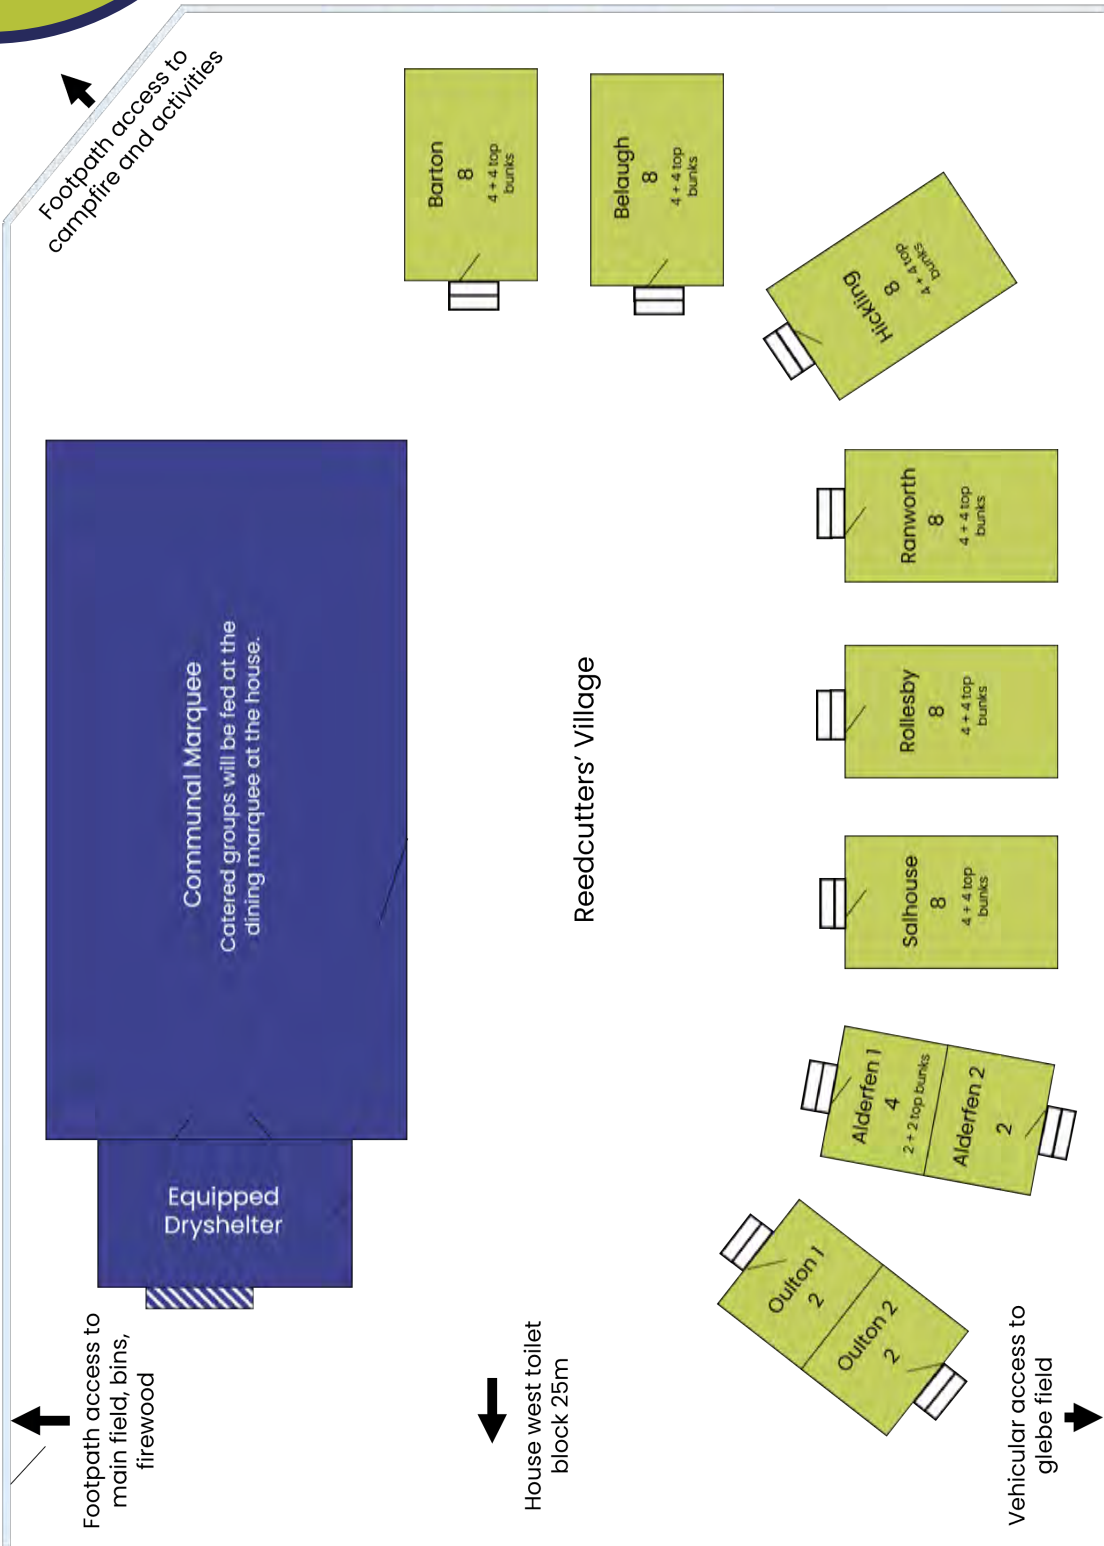 Footpath access to
campfire and activities
Barton
8
4 + 4 top
bunks
Belaugh
8
4 + 4 top
bunks
Hickling
8
4 + 4 top
bunks
Ranworth
8
4 + 4 top
bunks
Rollesby
8
4 + 4 top
bunks
Salhouse
8
4 + 4 top
bunks
Alderfen 1
4
2 + 2 top bunks
Alderfen 2
2
Oulton 1
2
Oulton 2
2
Communal Marquee
Catered groups will be fed at the
dining marquee at the house.
Reedcutters’ Village
Equipped
Dryshelter
Footpath access to
main field, bins,
firewood
House west toilet
block 25m
Vehicular access to
glebe field